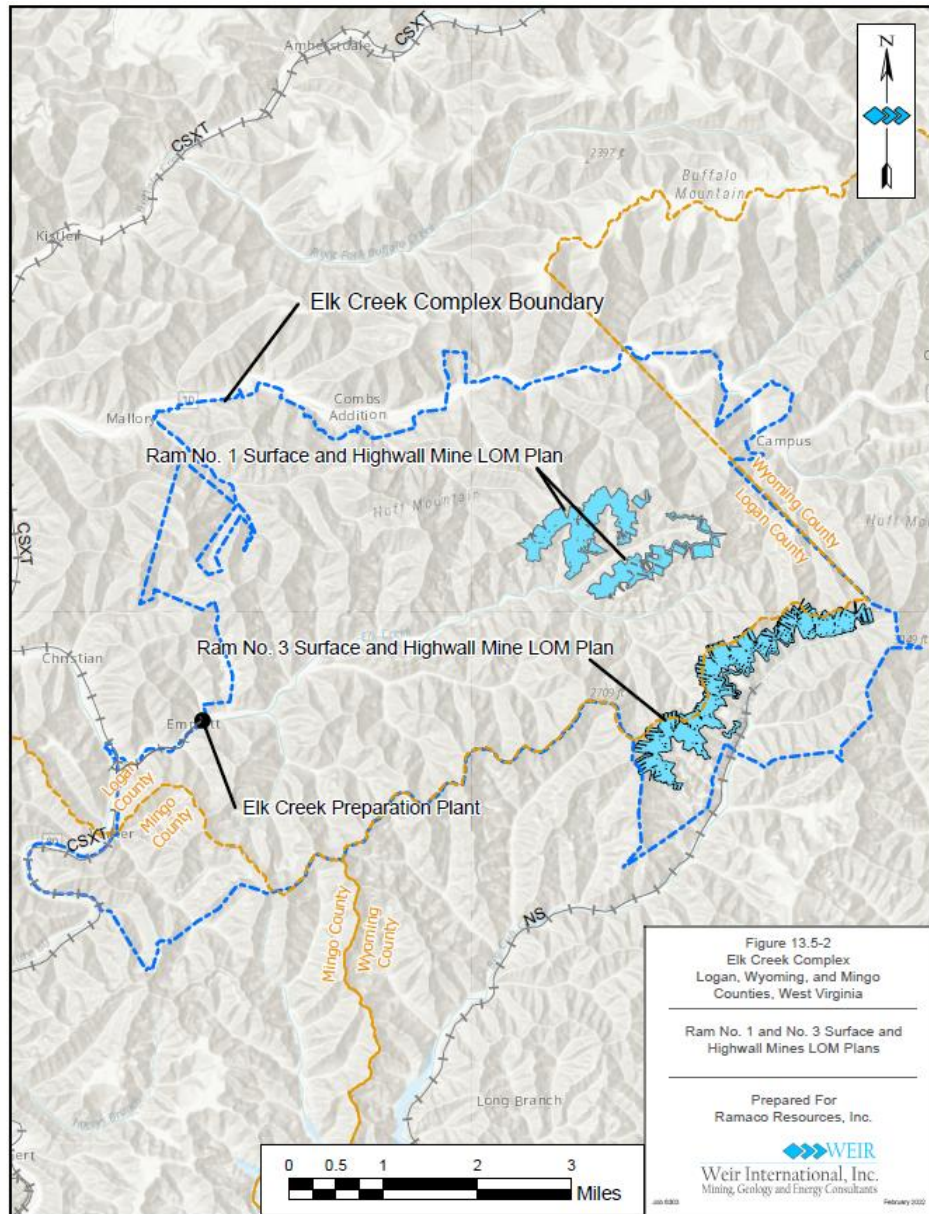 Amherstdale
CSXT
CSXT
N
2397 ft
Buffalo
Mountain
Kistler
Elk Creek Complex Boundary
10
Mallory
Combs
Addition
Campus
Ram No. 1 Surface and Highwall Mine LOM Plan
Wyoming County
Logan County
Huff Mountain
CSXT
Ram No. 3 Surface and Highwall Mine LOM Plan
Christian
2709 ft
Emmett
Logan
County
Mingo
County
Elk Creek Preparation Plant
CSXT
80
Mingo County
Wyoming
County
NS
Long Branch
Figure 13.5-2
Elk Creek Complex
Logan, Wyoming, and Mingo
Counties, West Virginia
Ram No. 1 and No. 3 Surface and
Highwall Mines LOM Plans
Prepared For
Ramaco Resources, Inc.
WEIR
Weir International, Inc.
Mining, Geology and Energy Consultants
February 2022
0 0.5 1 2 3
Miles